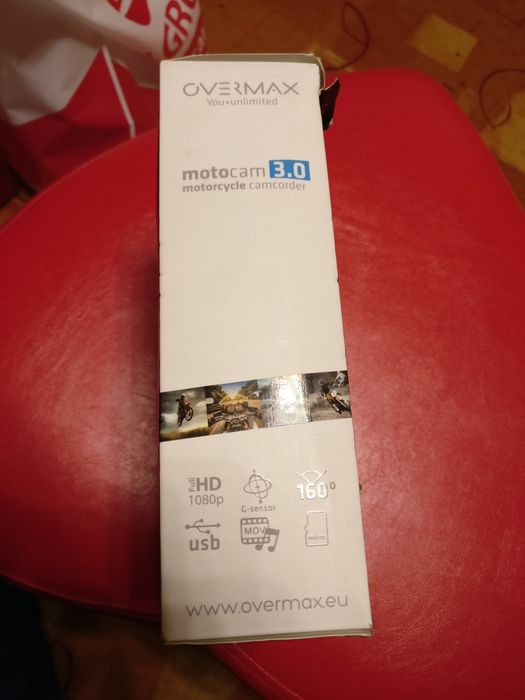 OVERMAX
You•unlimited
motocam 3.0
motorcycle camcorder
Full HD
1080p
G-sensor
160°
usb
MOV
micro
www.overmax.eu